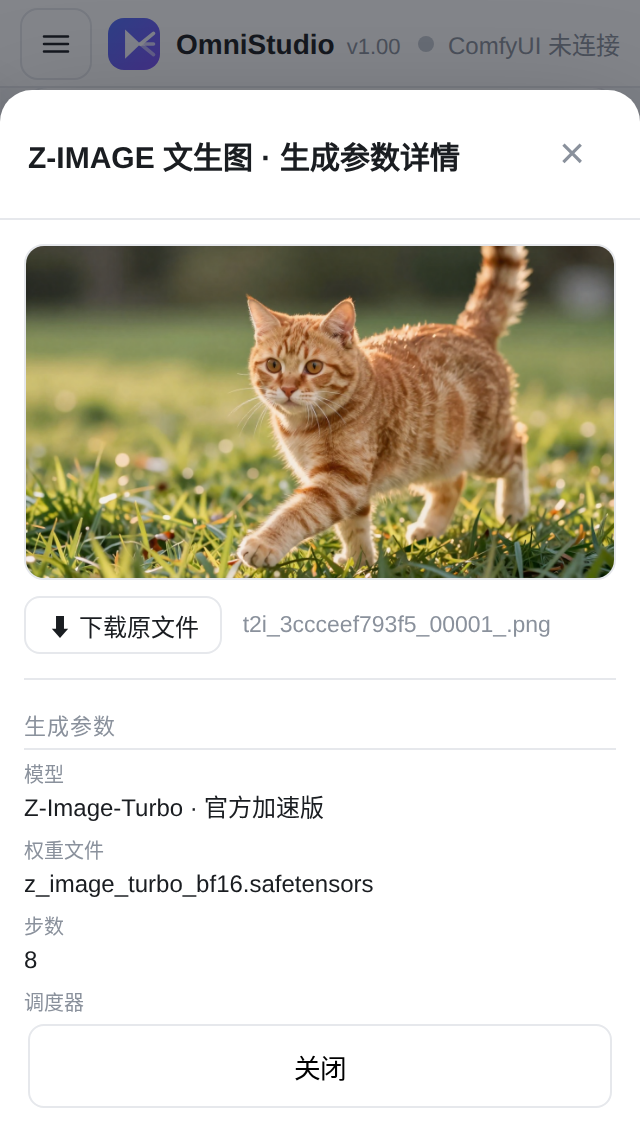 OmniStudio v1.00 ComfyUI 未连接
Z-IMAGE 文生图 · 生成参数详情
下载原文件 t2i_3ccceef793f5_00001_.png
生成参数
模型
Z-Image-Turbo · 官方加速版
权重文件
z_image_turbo_bf16.safetensors
步数
8
调度器
关闭